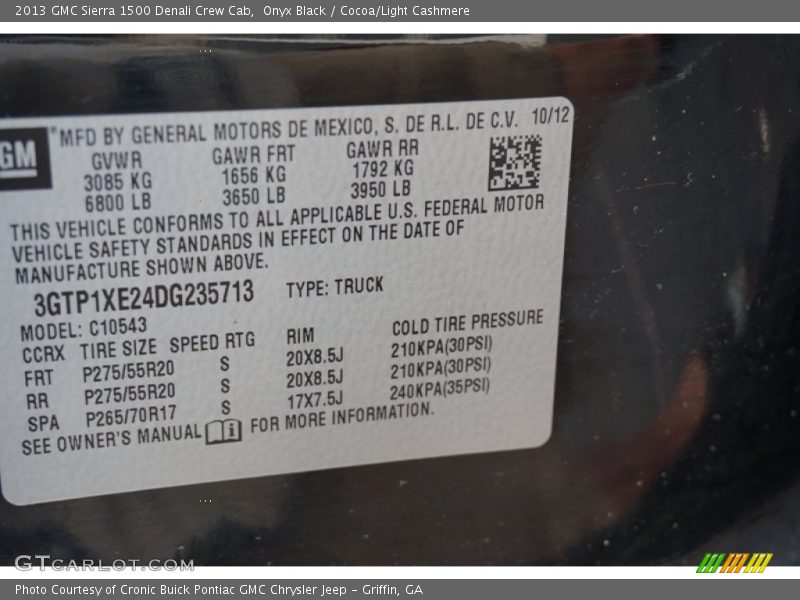 2013 GMC Sierra 1500 Denali Crew Cab,  Onyx Black / Cocoa/Light Cashmere
GM
MFD BY GENERAL MOTORS DE MEXICO, S. DE R.L. DE C.V. 10/12
GVWR GAWR FRT GAWR RR
3085 KG 1656 KG 1792 KG
6800 LB 3650 LB 3950 LB
THIS VEHICLE CONFORMS TO ALL APPLICABLE U.S. FEDERAL MOTOR
VEHICLE SAFETY STANDARDS IN EFFECT ON THE DATE OF
MANUFACTURE SHOWN ABOVE.
3GTP1XE24DG235713 TYPE: TRUCK
MODEL: C10543
CCRX TIRE SIZE SPEED RTG RIM COLD TIRE PRESSURE
FRT P275/55R20 S 20X8.5J 210KPA(30PSI)
RR P275/55R20 S 20X8.5J 210KPA(30PSI)
SPA P265/70R17 S 17X7.5J 240KPA(35PSI)
SEE OWNER'S MANUAL i FOR MORE INFORMATION.
GTCarLot.com
Photo Courtesy of Cronic Buick Pontiac GMC Chrysler Jeep - Griffin, GA